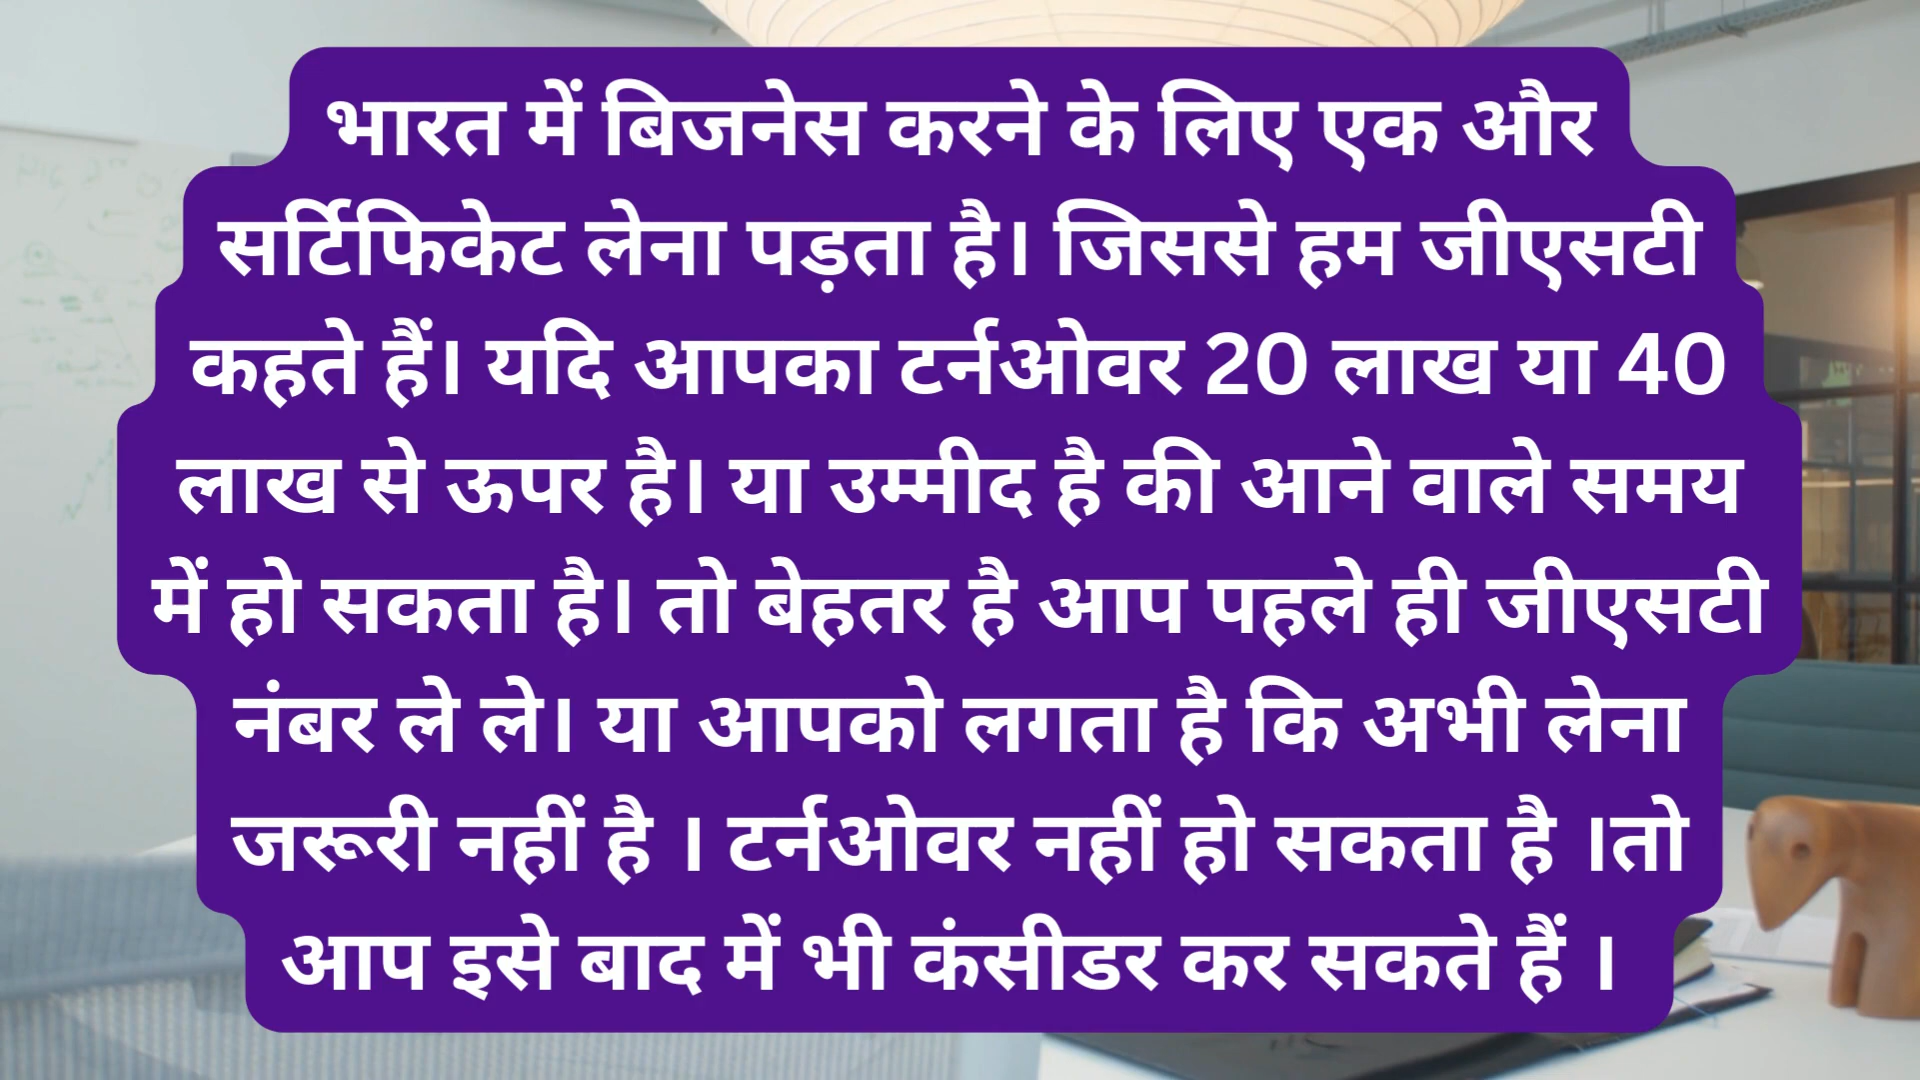 भारत में बिजनेस करने के लिए एक और
सर्टिफिकेट लेना पड़ता है। जिससे हम जीएसटी
कहते हैं। यदि आपका टर्नओवर 20 लाख या 40
लाख से ऊपर है। या उम्मीद है की आने वाले समय
में हो सकता है। तो बेहतर है आप पहले ही जीएसटी
नंबर ले ले। या आपको लगता है कि अभी लेना
जरूरी नहीं है । टर्नओवर नहीं हो सकता है ।तो
आप इसे बाद में भी कंसीडर कर सकते हैं ।